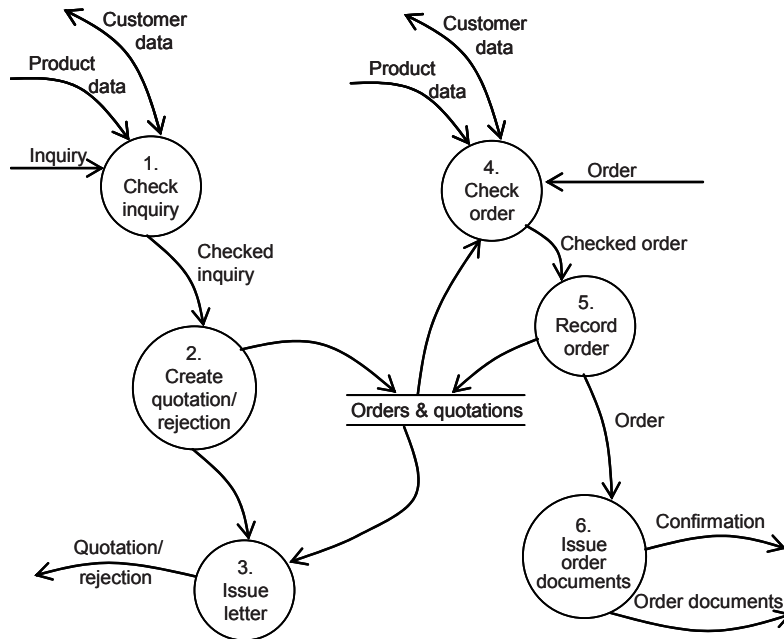 Customer
data
Product
data
Inquiry
1.
Check
inquiry
Checked
inquiry
2.
Create
quotation/
rejection
Quotation/
rejection
3.
Issue
letter
Customer
data
Product
data
4.
Check
order
Order
Checked order
5.
Record
order
Orders & quotations
Order
6.
Issue
order
documents
Confirmation
Order documents